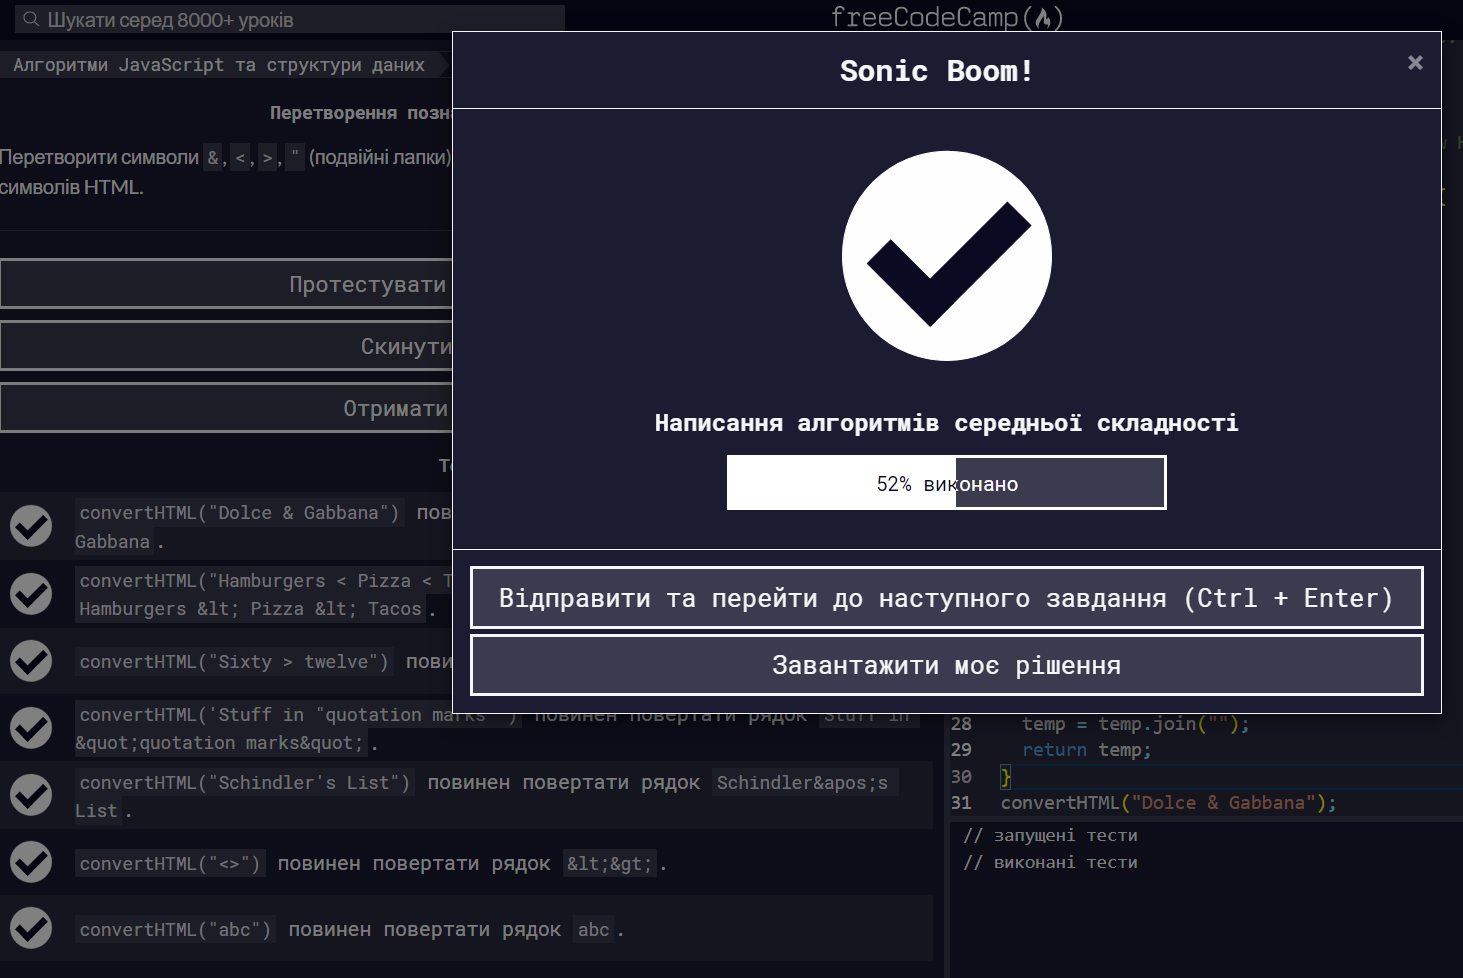 Шукати серед 8000+ уроків
freeCodeCamp
Алгоритми JavaScript та структури даних
Перетворення
Перетворити символи &, <, >, " (подвійні лапки)
символів HTML.
Протестувати
Скинути
Отримати
convertHTML("Dolce & Gabbana")
Gabbana.
convertHTML("Hamburgers < Pizza < T
Hamburgers &lt; Pizza &lt; Tacos.
convertHTML("Sixty > twelve")
convertHTML('Stuff in "quotation marks"') повинен повертати рядок Stuff in
&quot;quotation marks&quot;.
convertHTML("Schindler's List") повинен повертати рядок Schindler&apos;s
List.
convertHTML("<>") повинен повертати рядок &lt;&gt;.
convertHTML("abc") повинен повертати рядок abc.
Sonic Boom!
×
Написання алгоритмів середньої складності
52% виконано
Відправити та перейти до наступного завдання (Ctrl + Enter)
Завантажити моє рішення
28 temp = temp.join("");
29 return temp;
30 }
31 convertHTML("Dolce & Gabbana");
// запущені тести
// виконані тести